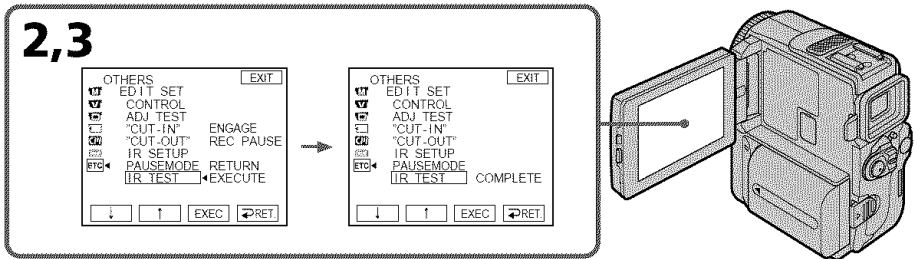 2,3
OTHERS EXIT
EDIT SET
CONTROL
ADJ TEST
"CUT-IN" ENGAGE
"CUT-OUT" REC PAUSE
IR SETUP
ETC PAUSEMODE RETURN
IR TEST EXECUTE
↓ ↑ EXEC RET.
OTHERS EXIT
EDIT SET
CONTROL
ADJ TEST
"CUT-IN"
"CUT-OUT"
IR SETUP
ETC PAUSEMODE
IR TEST COMPLETE
↓ ↑ EXEC RET.